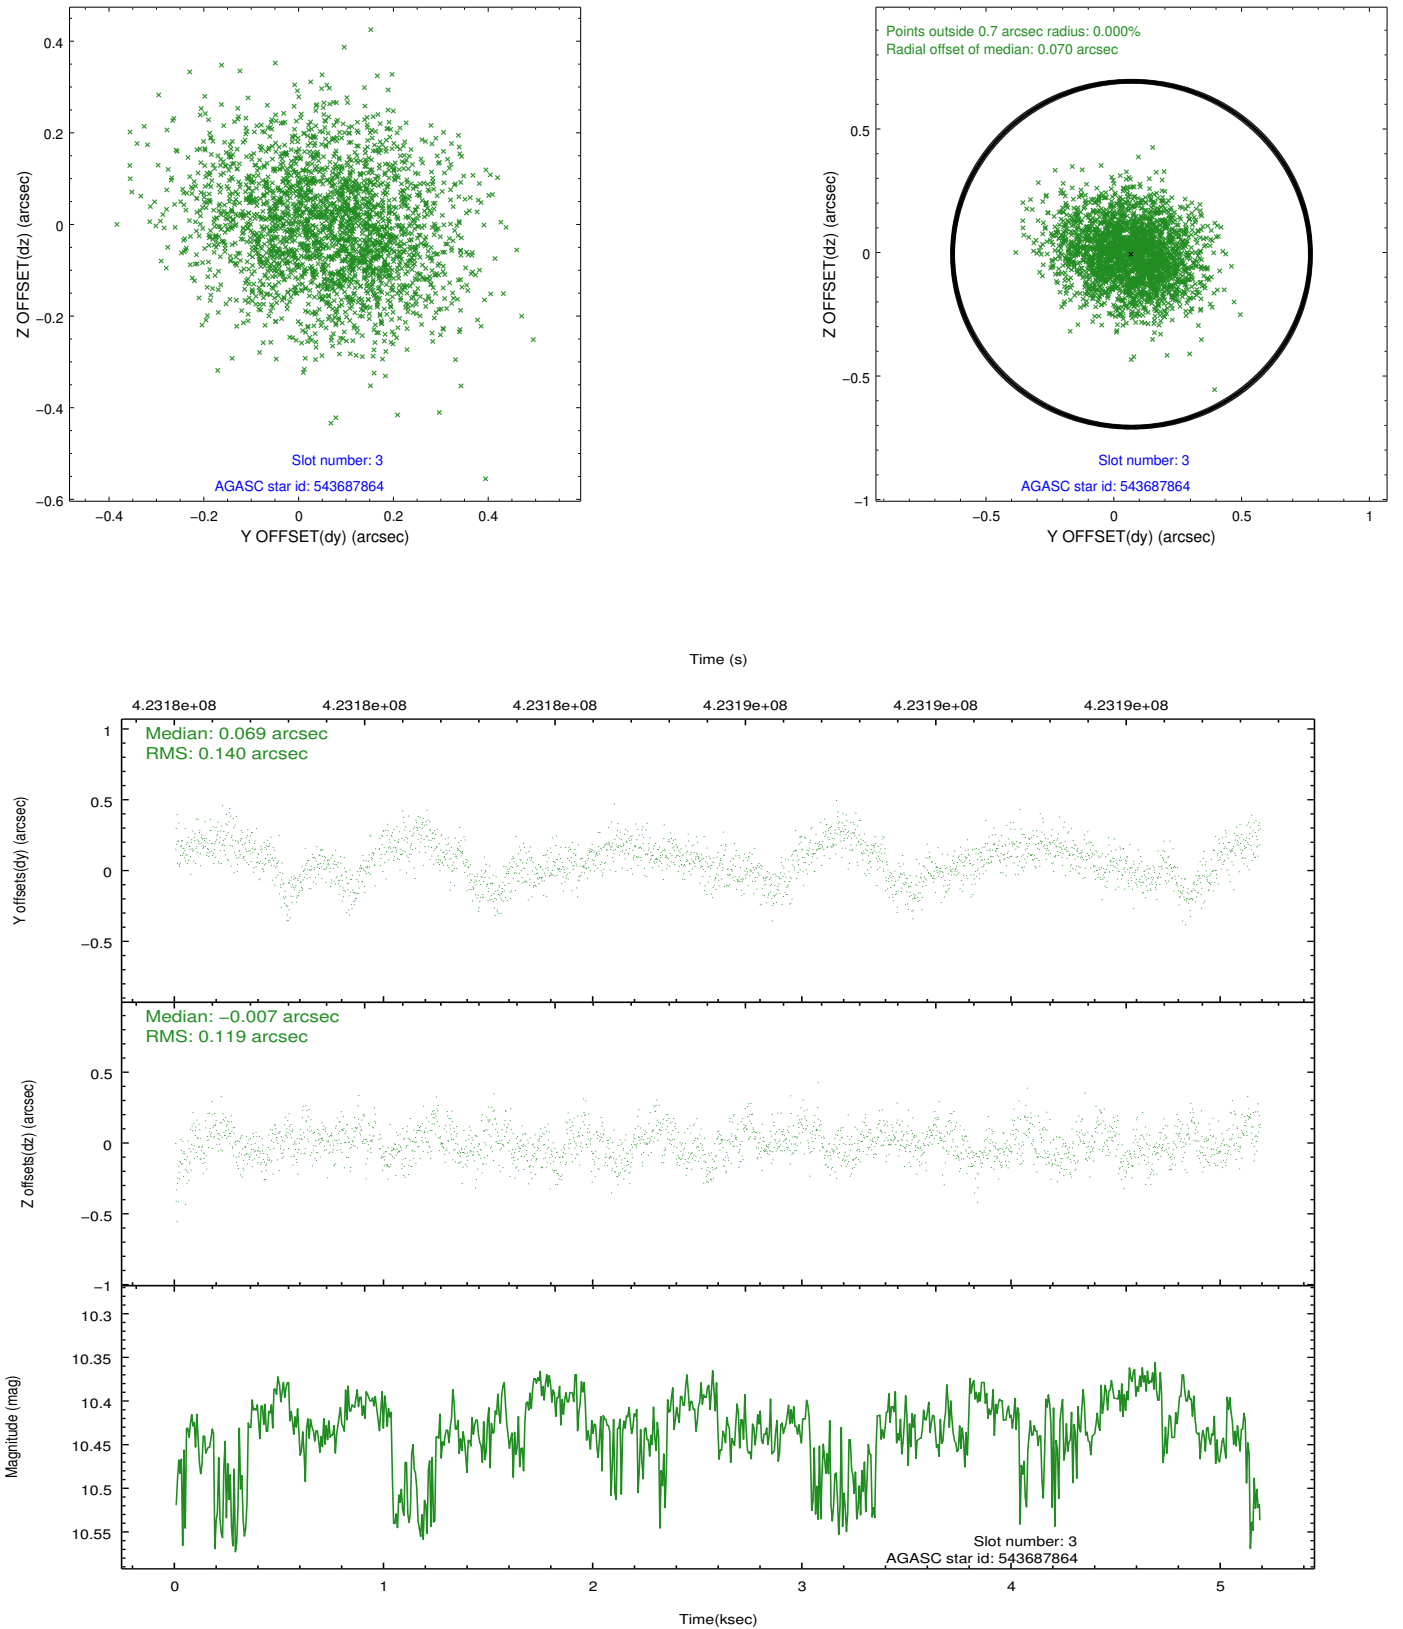 0.4
0.2
0
−0.2
−0.4
−0.6
Z OFFSET(dz) (arcsec)
Slot number: 3
AGASC star id: 543687864
−0.4 −0.2 0 0.2 0.4
Y OFFSET(dy) (arcsec)
Points outside 0.7 arcsec radius: 0.000%
Radial offset of median: 0.070 arcsec
0.5
0
−0.5
−1
Z OFFSET(dz) (arcsec)
Slot number: 3
AGASC star id: 543687864
−0.5 0 0.5 1
Y OFFSET(dy) (arcsec)
Time (s)
4.2318e+08 4.2318e+08 4.2318e+08 4.2319e+08 4.2319e+08 4.2319e+08
Median: 0.069 arcsec
RMS: 0.140 arcsec
1
0.5
0
−0.5
Y offsets(dy) (arcsec)
Median: −0.007 arcsec
RMS: 0.119 arcsec
0.5
0
−0.5
−1
Z offsets(dz) (arcsec)
10.3
10.35
10.4
10.45
10.5
10.55
Magnitude (mag)
Slot number: 3
AGASC star id: 543687864
0 1 2 3 4 5
Time(ksec)